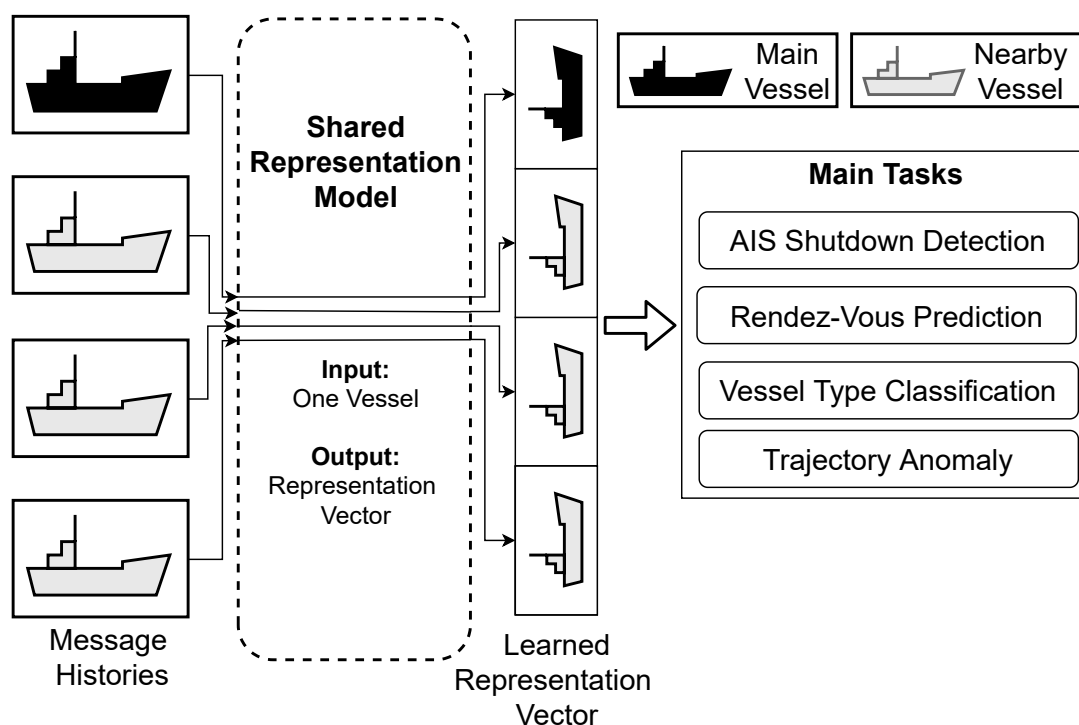 Shared
Representation
Model
Input:
One Vessel
Output:
Representation
Vector
Message
Histories
Learned
Representation
Vector
Main
Vessel
Nearby
Vessel
Main Tasks
AIS Shutdown Detection
Rendez-Vous Prediction
Vessel Type Classification
Trajectory Anomaly